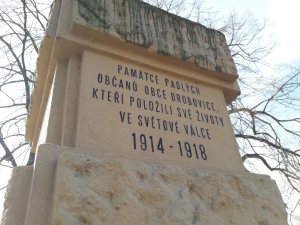 PAMÁTCE PADLÝCH
OBČANŮ OBCE DROBOVICE,
KTEŘÍ POLOŽILI SVÉ ŽIVOTY
VE SVĚTOVÉ VÁLCE
1914 - 1918